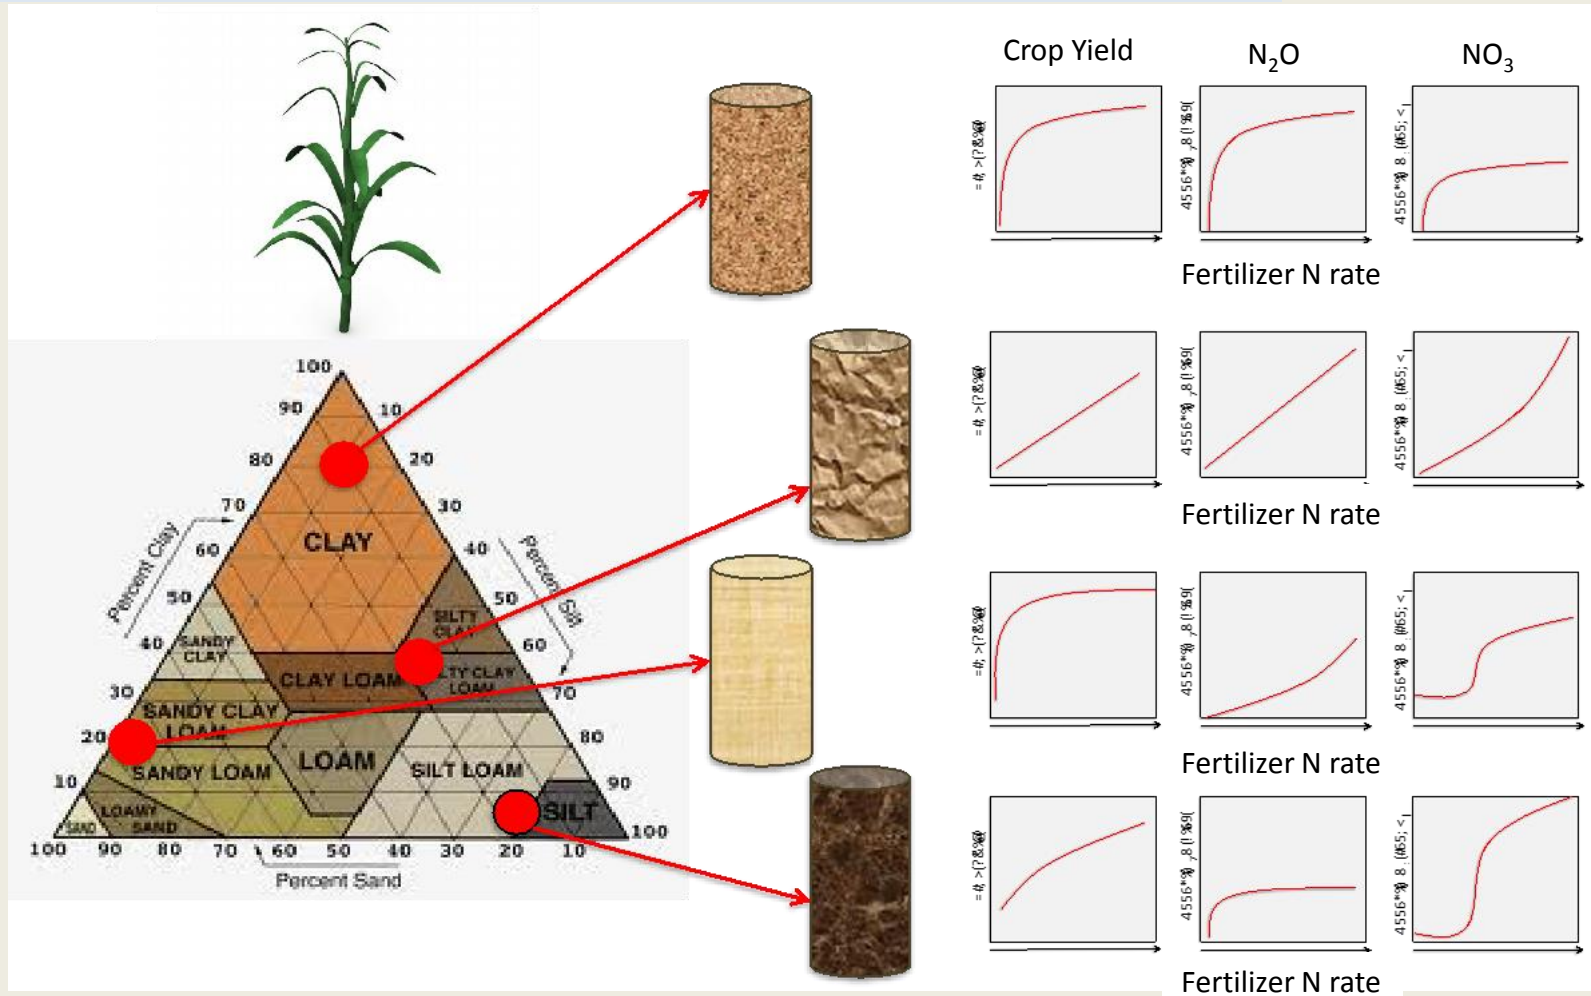 Crop Yield
N₂O
NO₃
Fertilizer N rate
Fertilizer N rate
Fertilizer N rate
Fertilizer N rate
100
90
10
80
20
70
30
60
40
50
50
40
60
30
70
20
80
10
90
100
100
90
80
70
60
50
40
30
20
10
Percent Clay
Percent Silt
Percent Sand
CLAY
SILTY
CLAY
SANDY
CLAY
CLAY LOAM
LTY CLAY
LOAM
SANDY CLAY
LOAM
LOAM
SANDY LOAM
SILT LOAM
SILT
LOAMY
SAND
SAND